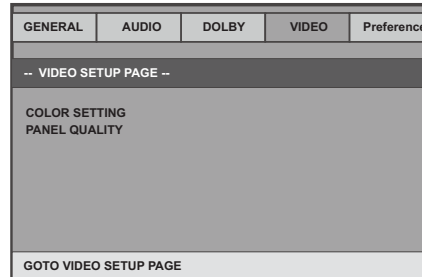 GENERAL AUDIO DOLBY VIDEO Preference
-- VIDEO SETUP PAGE --
COLOR SETTING
PANEL QUALITY
GOTO VIDEO SETUP PAGE